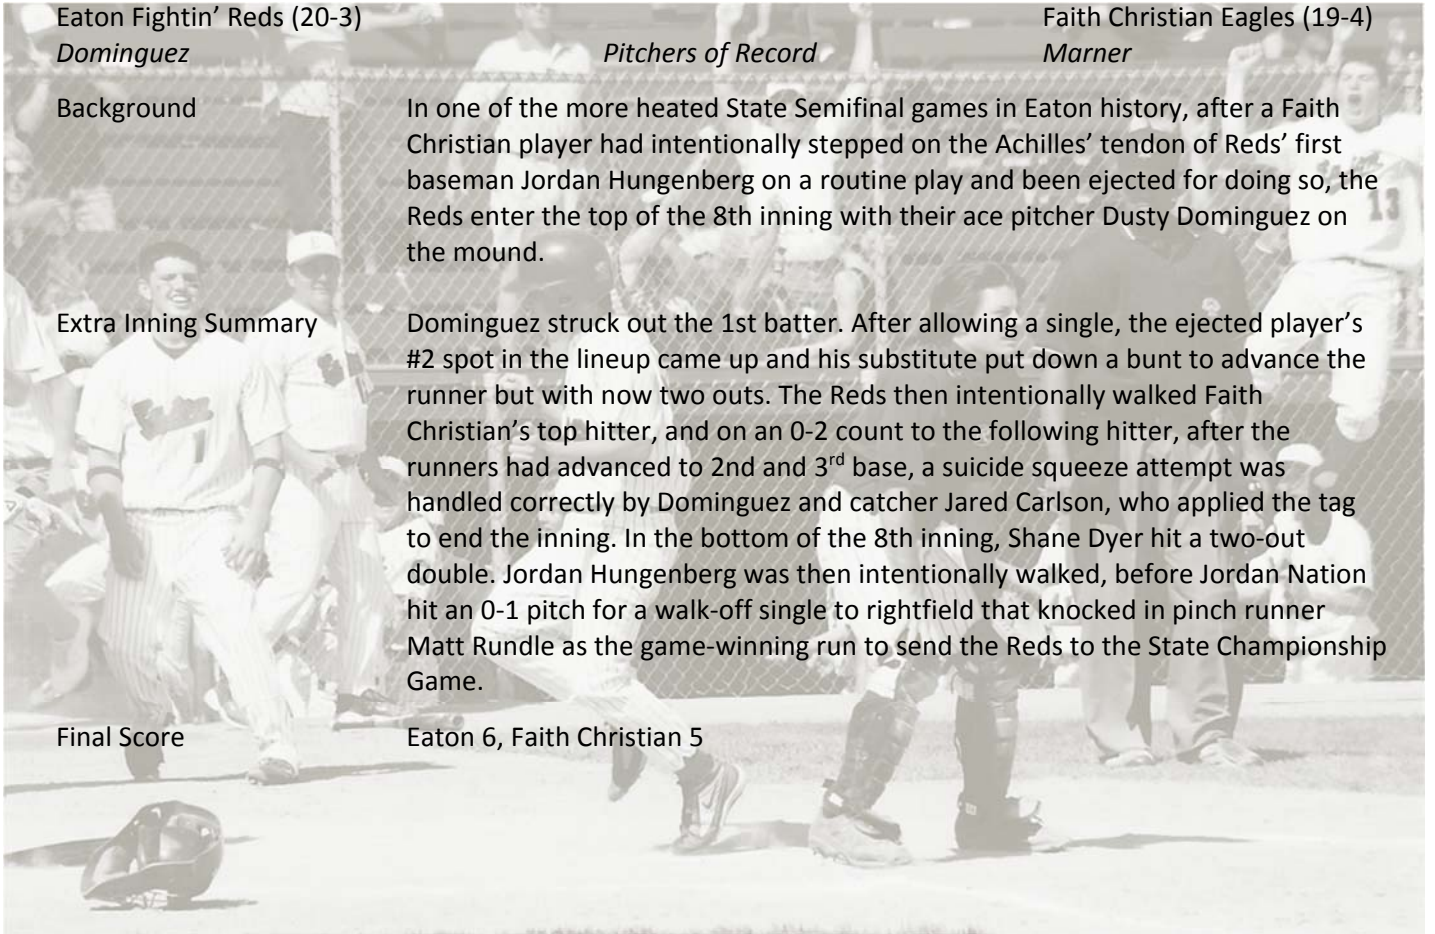 Eaton Fightin’ Reds (20-3) Faith Christian Eagles (19-4)
Dominguez Pitchers of Record Marner
Background
In one of the more heated State Semifinal games in Eaton history, after a Faith
Christian player had intentionally stepped on the Achilles’ tendon of Reds’ first
baseman Jordan Hungenberg on a routine play and been ejected for doing so, the
Reds enter the top of the 8th inning with their ace pitcher Dusty Dominguez on
the mound.
Extra Inning Summary
Dominguez struck out the 1st batter. After allowing a single, the ejected player’s
#2 spot in the lineup came up and his substitute put down a bunt to advance the
runner but with now two outs. The Reds then intentionally walked Faith
Christian’s top hitter, and on an 0-2 count to the following hitter, after the
runners had advanced to 2nd and 3rd base, a suicide squeeze attempt was
handled correctly by Dominguez and catcher Jared Carlson, who applied the tag
to end the inning. In the bottom of the 8th inning, Shane Dyer hit a two-out
double. Jordan Hungenberg was then intentionally walked, before Jordan Nation
hit an 0-1 pitch for a walk-off single to rightfield that knocked in pinch runner
Matt Rundle as the game-winning run to send the Reds to the State Championship
Game.
Final Score
Eaton 6, Faith Christian 5
13
1